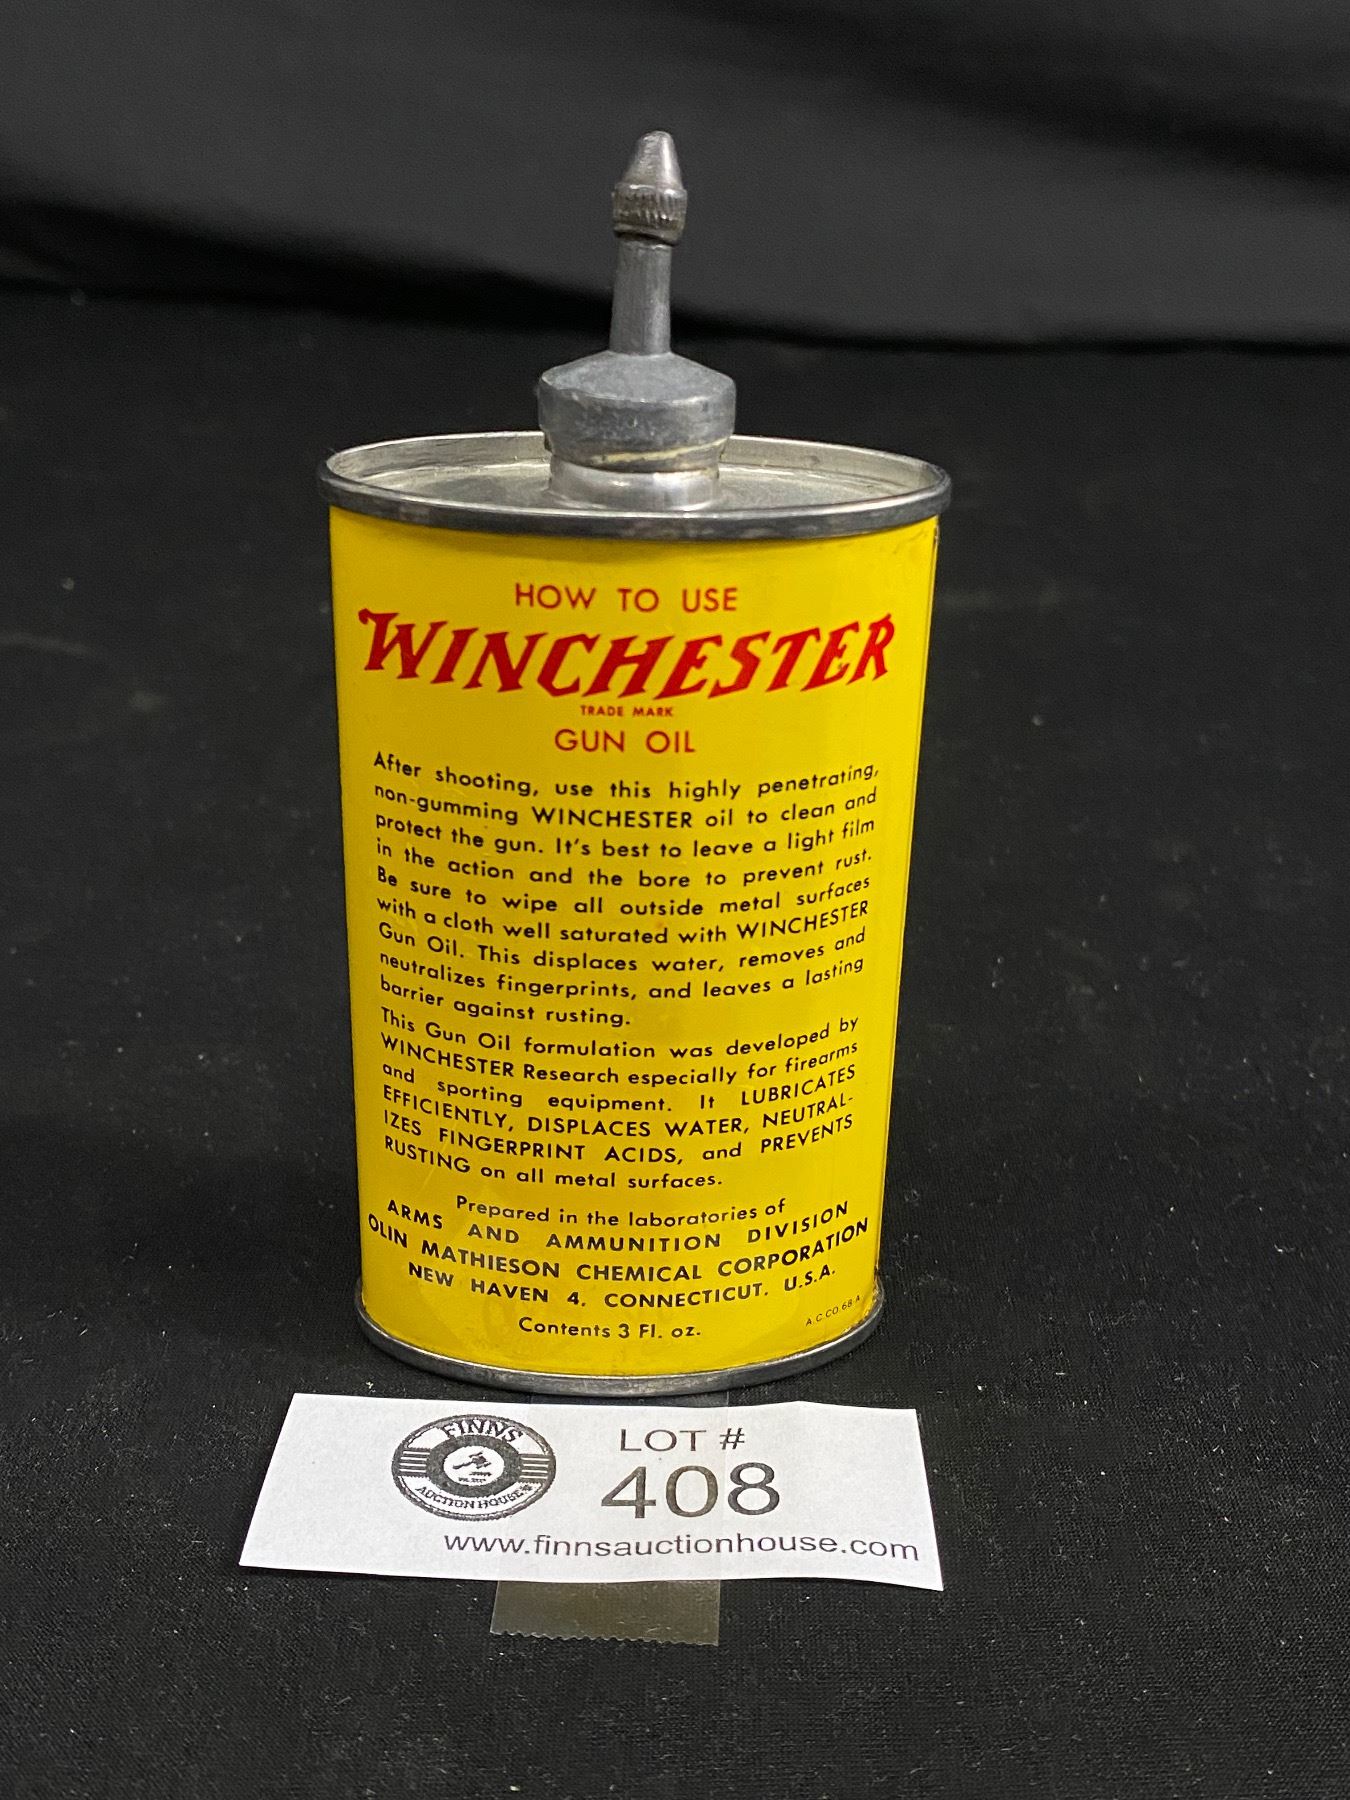 HOW TO USE
WINCHESTER
TRADE MARK
GUN OIL
After shooting, use this highly penetrating,
non-gumming WINCHESTER oil to clean and
protect the gun. It's best to leave a light film
in the action and the bore to prevent rust.
Be sure to wipe all outside metal surfaces
with a cloth well saturated with WINCHESTER
Gun Oil. This displaces water, removes and
neutralizes fingerprints, and leaves a lasting
barrier against rusting.
This Gun Oil formulation was developed by
WINCHESTER Research especially for firearms
and sporting equipment. It LUBRICATES
EFFICIENTLY, DISPLACES WATER, NEUTRAL-
IZES FINGERPRINT ACIDS, and PREVENTS
RUSTING on all metal surfaces.
Prepared in the laboratories of
ARMS AND AMMUNITION DIVISION
OLIN MATHIESON CHEMICAL CORPORATION
NEW HAVEN 4, CONNECTICUT. U.S.A.
Contents 3 Fl. oz.
A.C.CO 68 A
FINNS
AUCTION HOUSE
LOT #
408
www.finnsauctionhouse.com